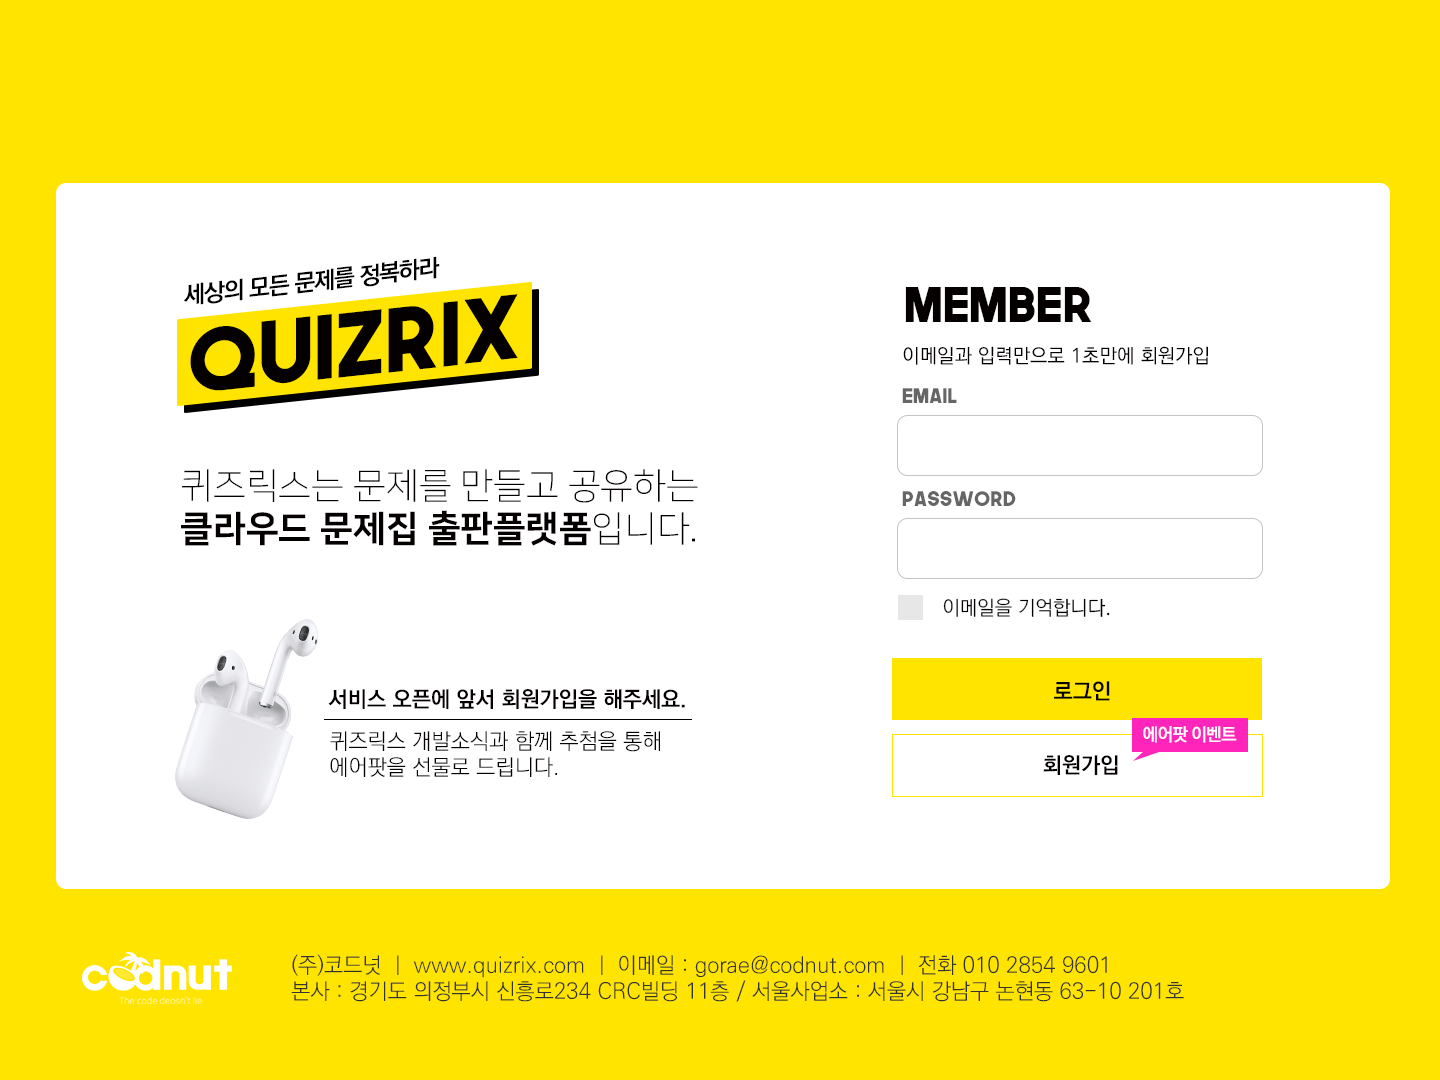 세상의 모든 문제를 정복하라
QUIZRIX
퀴즈릭스는 문제를 만들고 공유하는
클라우드 문제집 출판플랫폼입니다.
서비스 오픈에 앞서 회원가입을 해주세요.
퀴즈릭스 개발소식과 함께 추첨을 통해
에어팟을 선물로 드립니다.
MEMBER
이메일과 입력만으로 1초만에 회원가입
EMAIL
PASSWORD
이메일을 기억합니다.
로그인
에어팟 이벤트
회원가입
codnut
The code deosn't lie
(주)코드넛 | www.quizrix.com | 이메일 : gorae@codnut.com | 전화 010 2854 9601
본사 : 경기도 의정부시 신흥로234 CRC빌딩 11층 / 서울사업소 : 서울시 강남구 논현동 63-10 201호